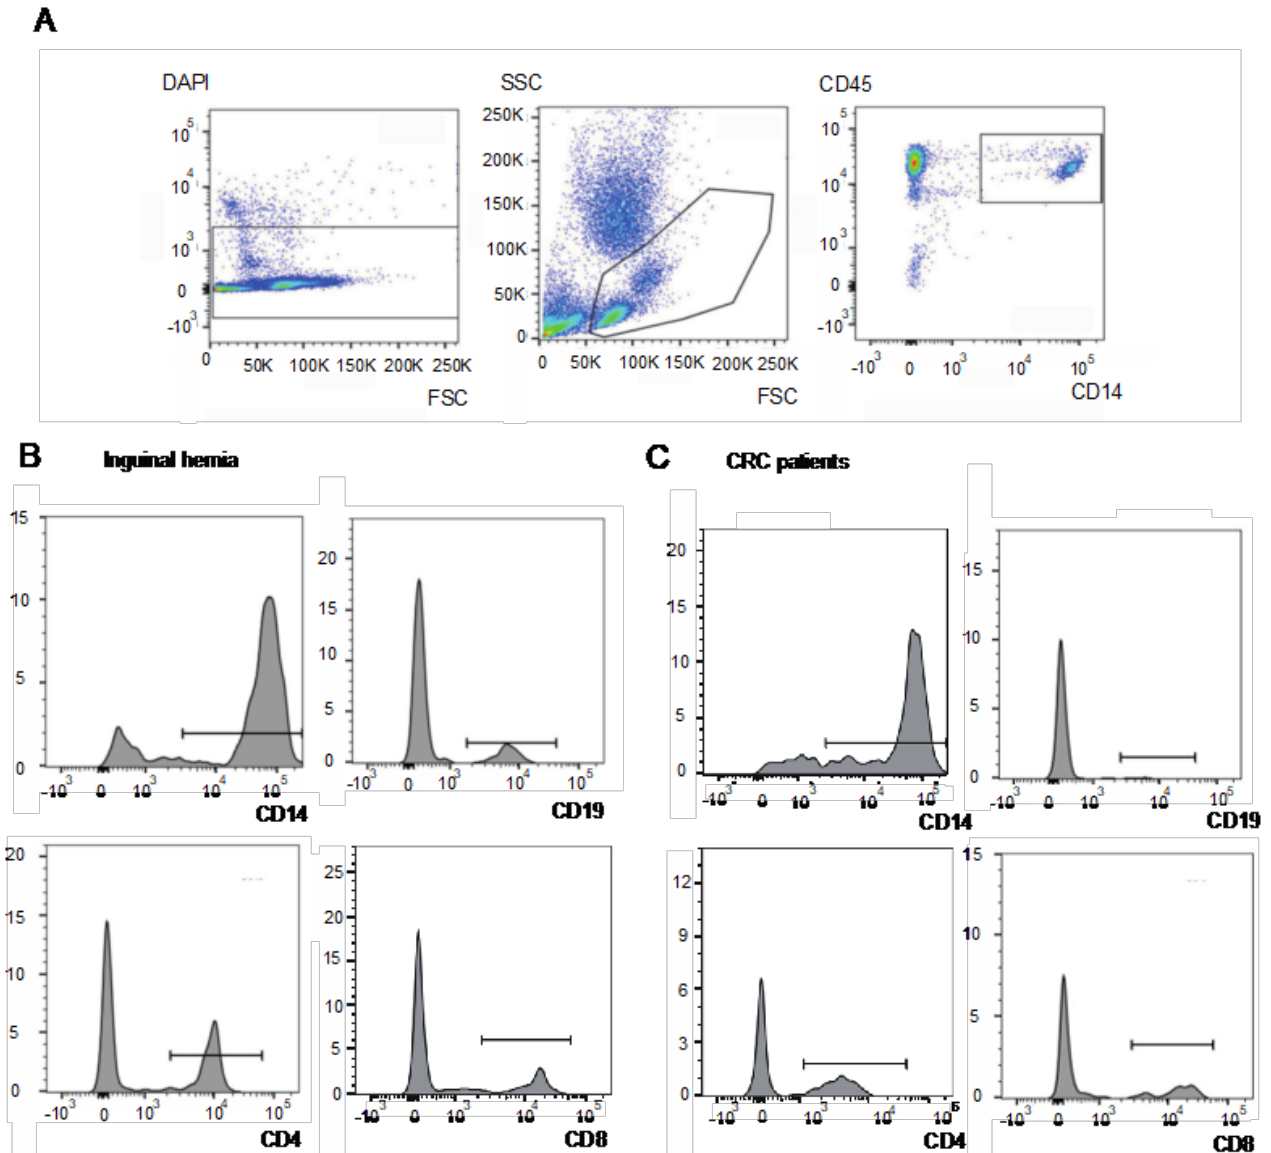 A
DAPI SSC CD45
10^5 10^4 10^3 0 -10^3
0 50K 100K 150K 200K 250K
FSC
250K 200K 150K 100K 50K 0
0 50K 100K 150K 200K 250K
FSC
10^5 10^4 10^3 0 -10^3
-10^3 0 10^3 10^4 10^5
CD14
B Inguinal hernia
15 10 5 0
-10^3 0 10^3 10^4 10^5
CD14
20 15 10 5 0
-10^3 0 10^3 10^4 10^5
CD19
20 15 10 5 0
-10^3 0 10^3 10^4 10^5
CD4
25 20 15 10 5 0
-10^3 0 10^3 10^4 10^5
CD8
C CRC patients
20 15 10 5 0
-10^3 0 10^3 10^4 10^5
CD14
15 10 5 0
-10^3 0 10^3 10^4 10^5
CD19
12 9 6 3 0
-10^3 0 10^3 10^4 10^5
CD4
15 10 5 0
-10^3 0 10^3 10^4 10^5
CD8